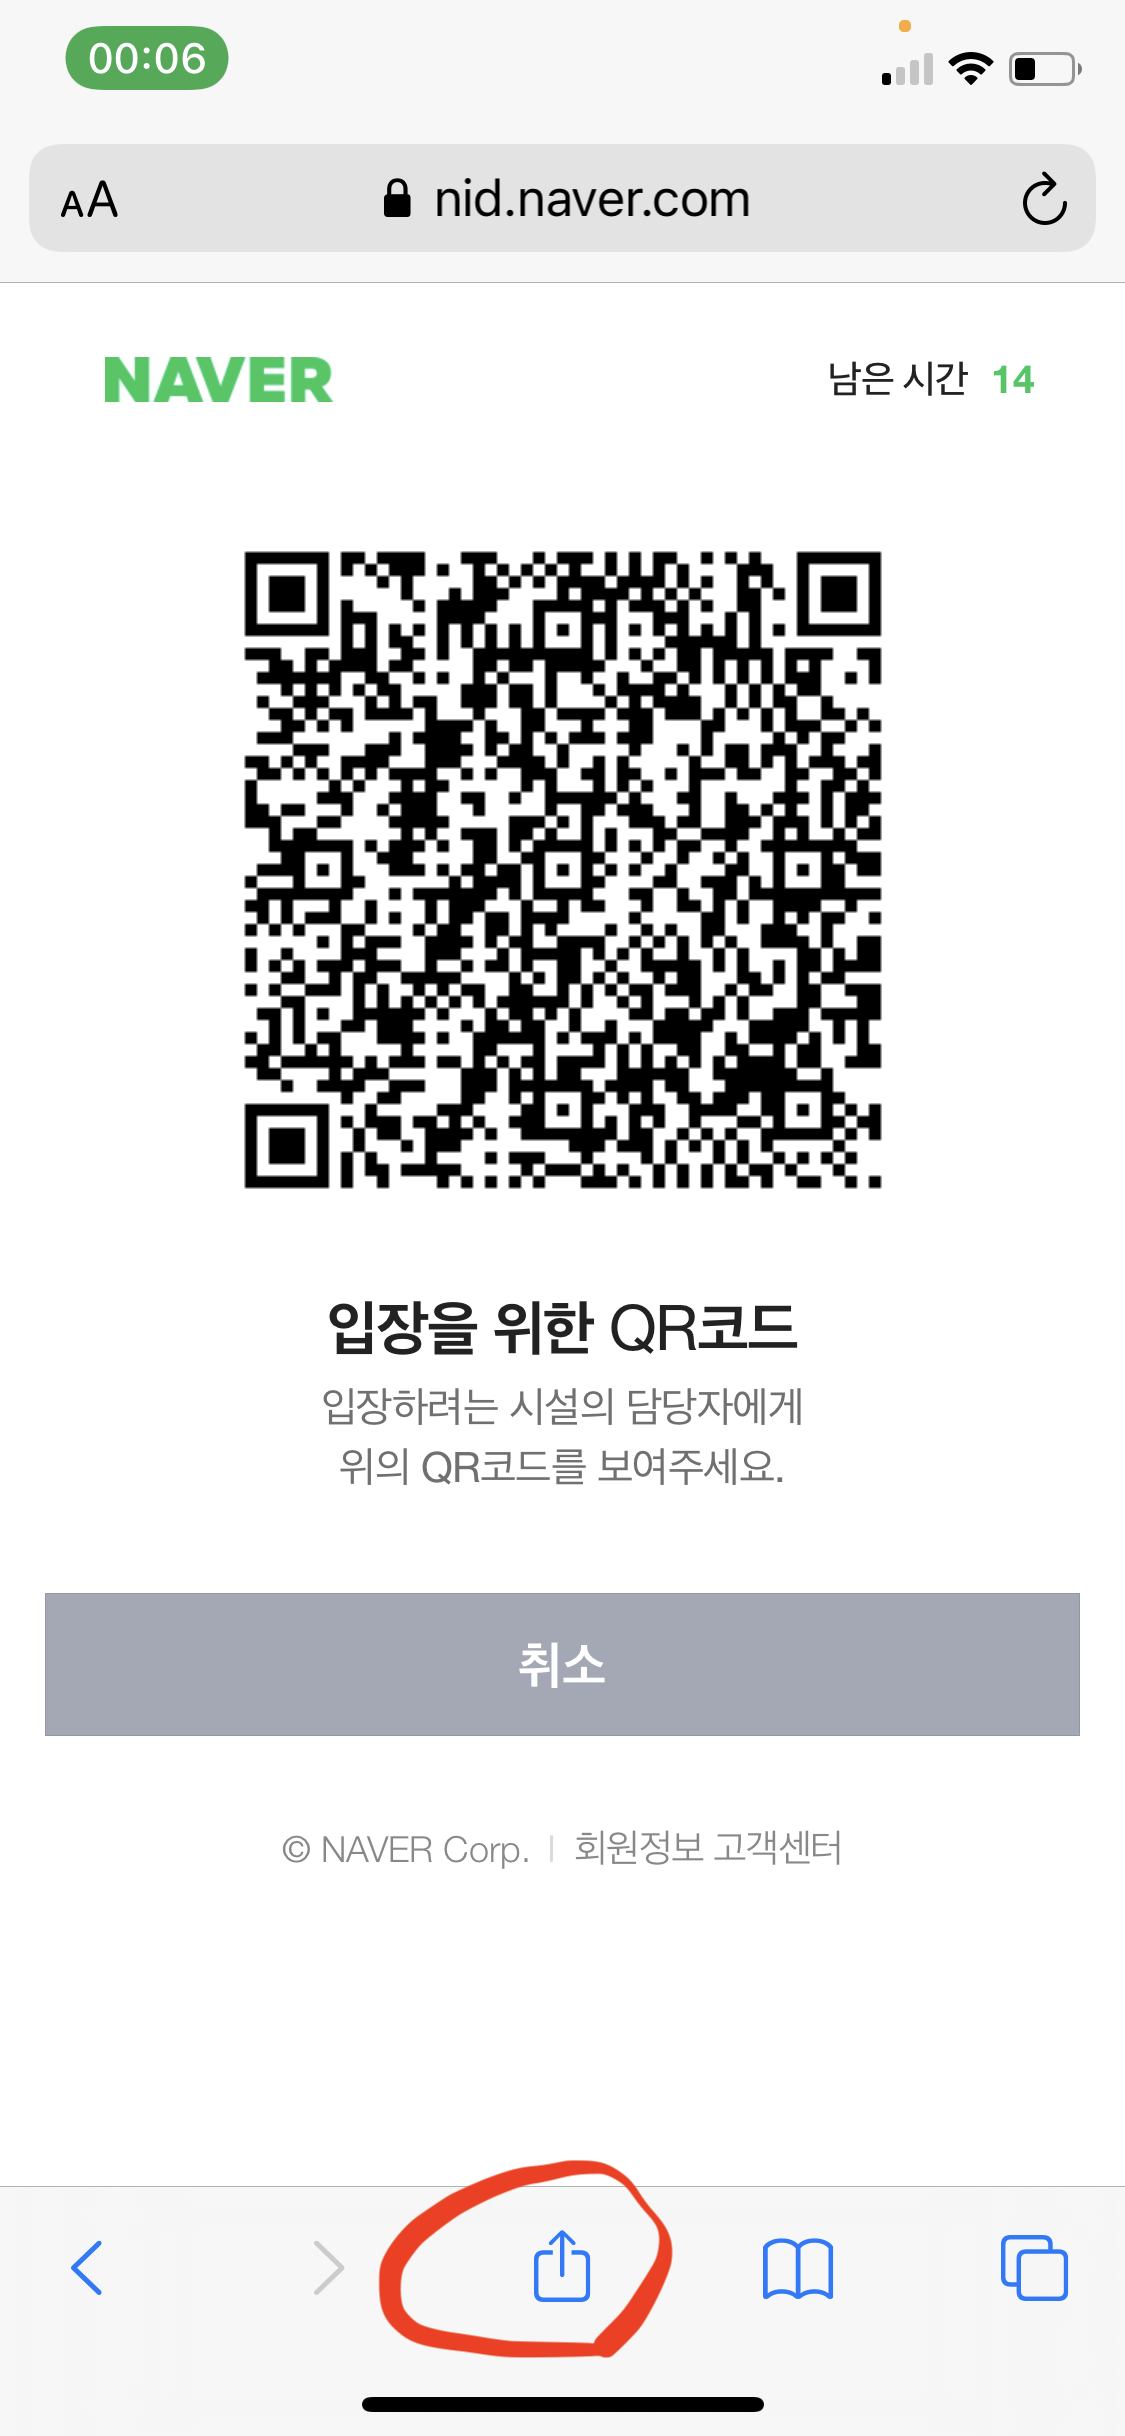 00:06
AA
nid.naver.com
NAVER
남은 시간 14
입장을 위한 QR코드
입장하려는 시설의 담당자에게
위의 QR코드를 보여주세요.
취소
© NAVER Corp. | 회원정보 고객센터